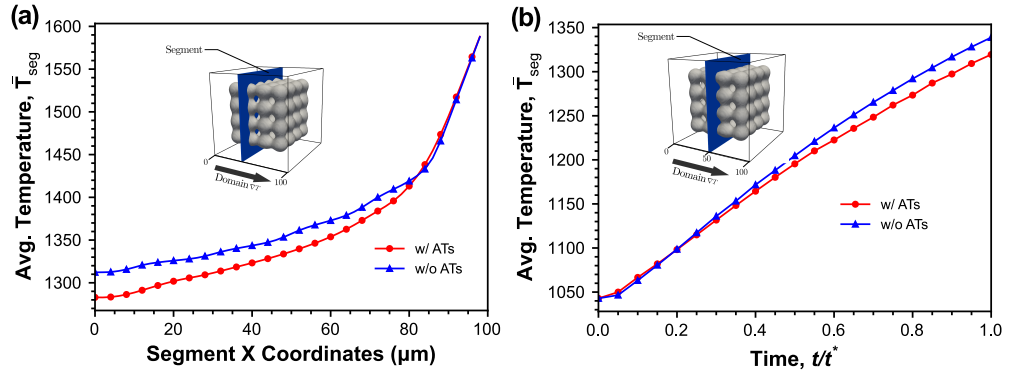 (a)
Avg. Temperature, T̅seg
1600
1550
1500
1450
1400
1350
1300
0
20
40
60
80
100
Segment X Coordinates (µm)
Segment
0
100
Domain ∇T
w/ ATs
w/o ATs
(b)
Avg. Temperature, T̅seg
1350
1300
1250
1200
1150
1100
1050
0.0
0.2
0.4
0.6
0.8
1.0
Time, t/t*
Segment
0
50
100
Domain ∇T
w/ ATs
w/o ATs